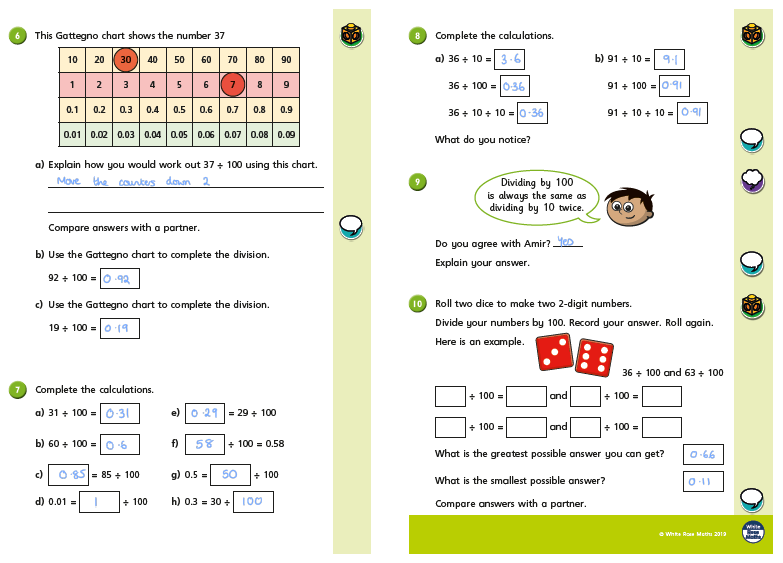 6 This Gattegno chart shows the number 37
10 20 30 40 50 60 70 80 90
1 2 3 4 5 6 7 8 9
0.1 0.2 0.3 0.4 0.5 0.6 0.7 0.8 0.9
0.01 0.02 0.03 0.04 0.05 0.06 0.07 0.08 0.09
a) Explain how you would work out 37 ÷ 100 using this chart.
Move the counters down 2
Compare answers with a partner.
b) Use the Gattegno chart to complete the division.
92 ÷ 100 = 0.92
c) Use the Gattegno chart to complete the division.
19 ÷ 100 = 0.19
7 Complete the calculations.
a) 31 ÷ 100 = 0.31 e) 0.29 = 29 ÷ 100
b) 60 ÷ 100 = 0.6 f) 58 ÷ 100 = 0.58
c) 0.85 = 85 ÷ 100 g) 0.5 = 50 ÷ 100
d) 0.01 = 1 ÷ 100 h) 0.3 = 30 ÷ 100
8 Complete the calculations.
a) 36 ÷ 10 = 3.6 b) 91 ÷ 10 = 9.1
36 ÷ 100 = 0.36 91 ÷ 100 = 0.91
36 ÷ 10 ÷ 10 = 0.36 91 ÷ 10 ÷ 10 = 0.91
What do you notice?
9 Dividing by 100
is always the same as
dividing by 10 twice.
Do you agree with Amir? Yes
Explain your answer.
10 Roll two dice to make two 2-digit numbers.
Divide your numbers by 100. Record your answer. Roll again.
Here is an example.
36 ÷ 100 and 63 ÷ 100
÷ 100 = and ÷ 100 =
÷ 100 = and ÷ 100 =
What is the greatest possible answer you can get? 0.66
What is the smallest possible answer? 0.11
Compare answers with a partner.
© White Rose Maths 2019
White
Rose
Maths